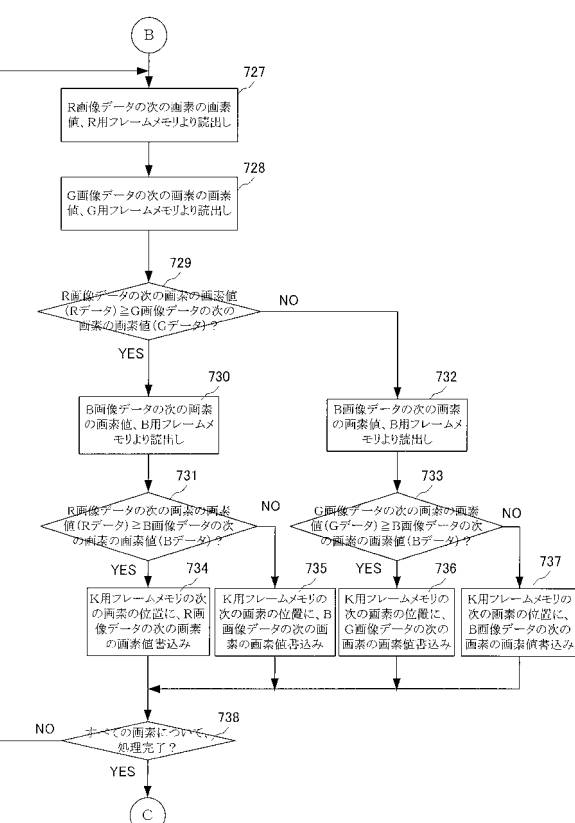 B
727
R画像データの次の画素の画素
値、R用フレームメモリより読出し
728
G画像データの次の画素の画素
値、G用フレームメモリより読出し
729
R画像データの次の画素の画素値
(Rデータ)≧G画像データの次の
画素の画素値(Gデータ)?
NO
YES
730
B画像データの次の画素
の画素値、B用フレームメ
モリより読出し
732
B画像データの次の画素
の画素値、B用フレームメ
モリより読出し
731
R画像データの次の画素の画素
値(Rデータ)≧B画像データの次
の画素の画素値(Bデータ)?
NO
YES
733
G画像データの次の画素の画素
値(Gデータ)≧B画像データの次
の画素の画素値(Bデータ)?
NO
YES
734
K用フレームメモリの次
の画素の位置に、R画
像データの次の画素
の画素値書込み
735
K用フレームメモリの
次の画素の位置に、B
画像データの次の画
素の画素値書込み
736
K用フレームメモリの
次の画素の位置に、
G画像データの次の
画素の画素値書込み
737
K用フレームメモリの
次の画素の位置に、
B画像データの次の
画素の画素値書込み
738
すべての画素について、
処理完了?
NO
YES
C